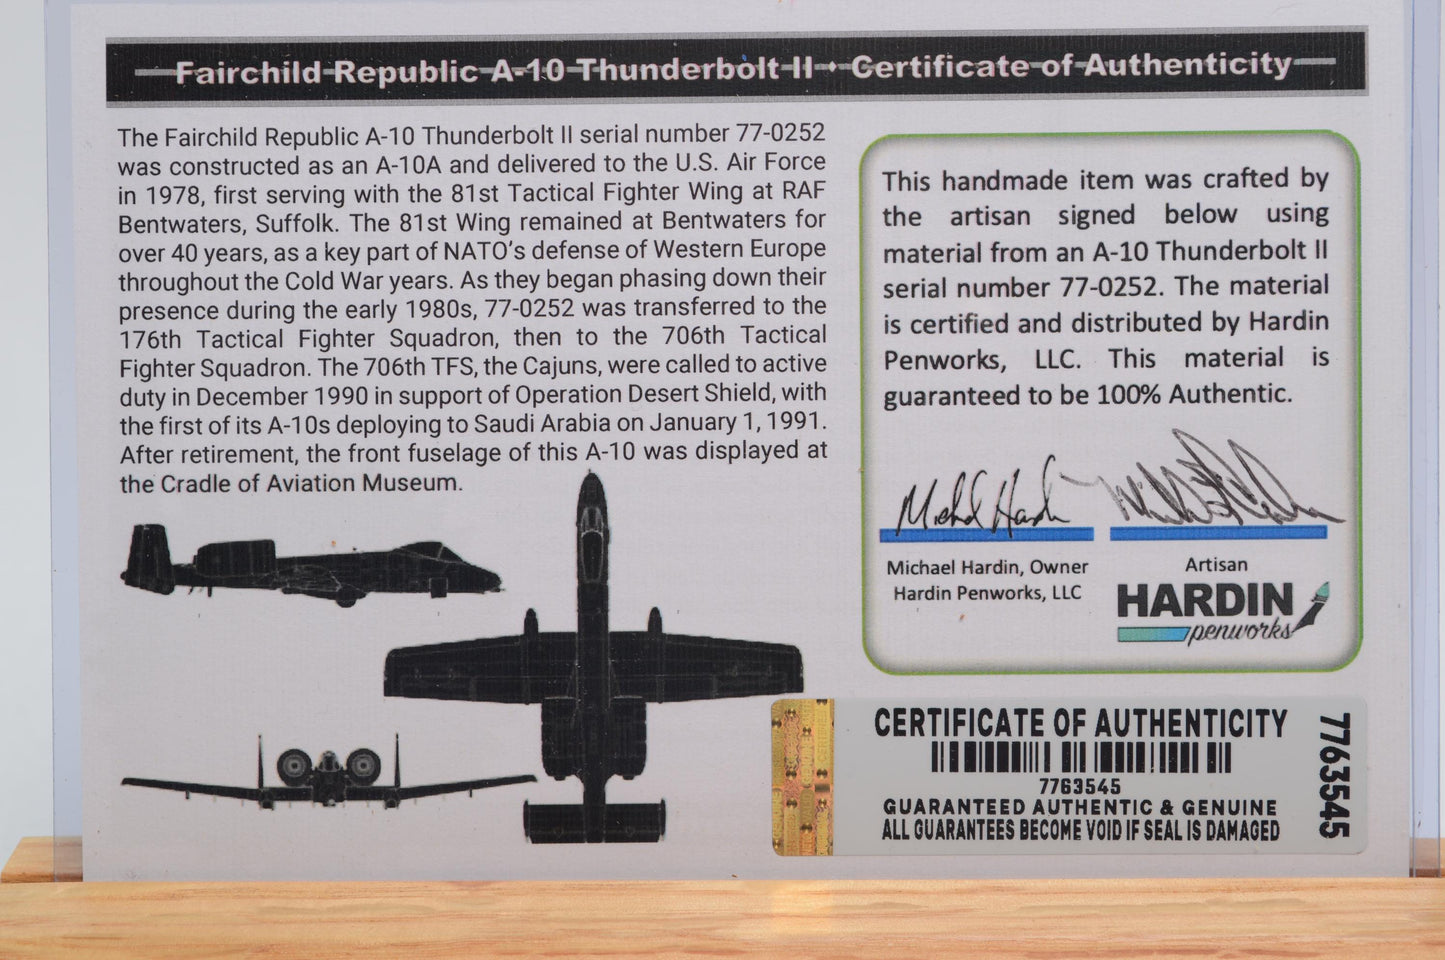 Fairchild Republic A-10 Thunderbolt II • Certificate of Authenticity
The Fairchild Republic A-10 Thunderbolt II serial number 77-0252
was constructed as an A-10A and delivered to the U.S. Air Force
in 1978, first serving with the 81st Tactical Fighter Wing at RAF
Bentwaters, Suffolk. The 81st Wing remained at Bentwaters for
over 40 years, as a key part of NATO's defense of Western Europe
throughout the Cold War years. As they began phasing down their
presence during the early 1980s, 77-0252 was transferred to the
176th Tactical Fighter Squadron, then to the 706th Tactical
Fighter Squadron. The 706th TFS, the Cajuns, were called to active
duty in December 1990 in support of Operation Desert Shield, with
the first of its A-10s deploying to Saudi Arabia on January 1, 1991.
After retirement, the front fuselage of this A-10 was displayed at
the Cradle of Aviation Museum.
This handmade item was crafted by
the artisan signed below using
material from an A-10 Thunderbolt II
serial number 77-0252. The material
is certified and distributed by Hardin
Penworks, LLC. This material is
guaranteed to be 100% Authentic.
Michael Hardin, Owner
Hardin Penworks, LLC
Artisan
HARDIN
penworks
CERTIFICATE OF AUTHENTICITY
7763545
GUARANTEED AUTHENTIC & GENUINE
ALL GUARANTEES BECOME VOID IF SEAL IS DAMAGED
7763545